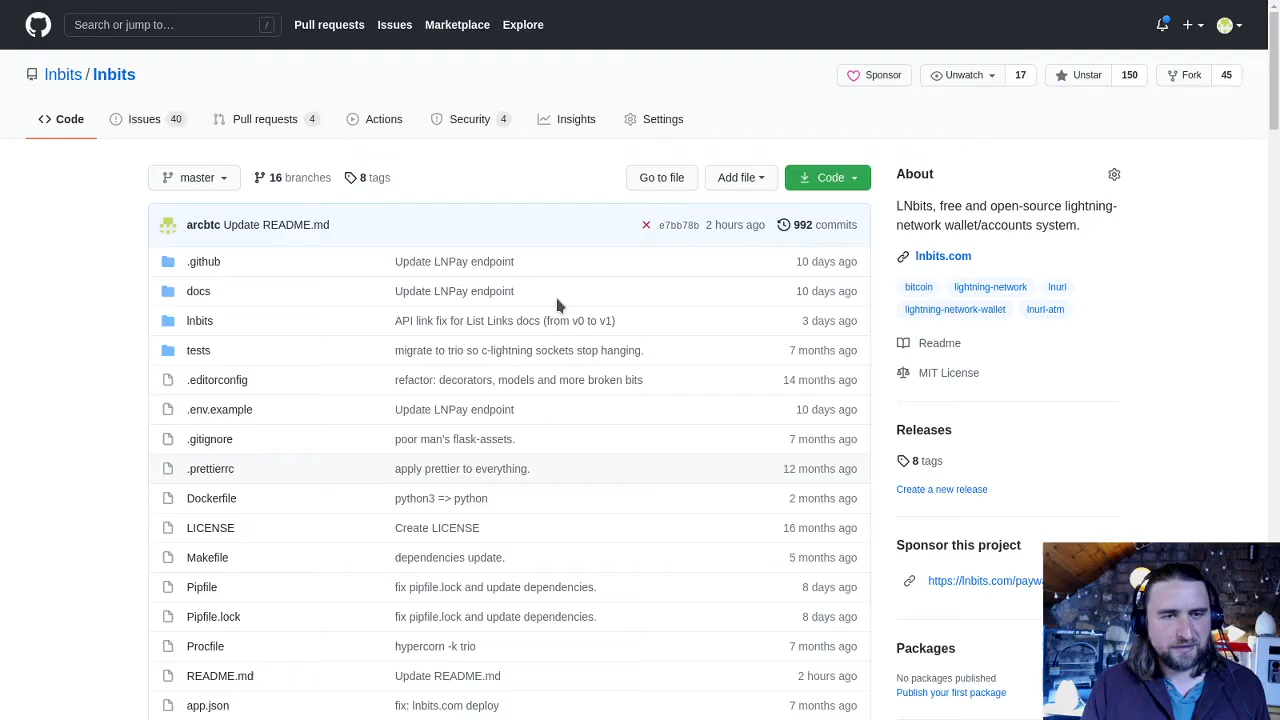 Search or jump to… /
Pull requests Issues Marketplace Explore
lnbits / lnbits
Sponsor Unwatch 17 Unstar 150 Fork 45
Code Issues 40 Pull requests 4 Actions Security 4 Insights Settings
master 16 branches 8 tags Go to file Add file Code
arcbtc Update README.md e7bb78b 2 hours ago 992 commits
.github Update LNPay endpoint 10 days ago
docs Update LNPay endpoint 10 days ago
lnbits API link fix for List Links docs (from v0 to v1) 3 days ago
tests migrate to trio so c-lightning sockets stop hanging. 7 months ago
.editorconfig refactor: decorators, models and more broken bits 14 months ago
.env.example Update LNPay endpoint 10 days ago
.gitignore poor man's flask-assets. 7 months ago
.prettierrc apply prettier to everything. 12 months ago
Dockerfile python3 => python 2 months ago
LICENSE Create LICENSE 16 months ago
Makefile dependencies update. 5 months ago
Pipfile fix pipfile.lock and update dependencies. 8 days ago
Pipfile.lock fix pipfile.lock and update dependencies. 8 days ago
Procfile hypercorn -k trio 7 months ago
README.md Update README.md 2 hours ago
app.json fix: lnbits.com deploy 7 months ago
About
LNbits, free and open-source lightning-
network wallet/accounts system.
lnbits.com
bitcoin lightning-network lnurl
lightning-network-wallet lnurl-atm
Readme
MIT License
Releases
8 tags
Create a new release
Sponsor this project
https://lnbits.com/paywa
Packages
No packages published
Publish your first package